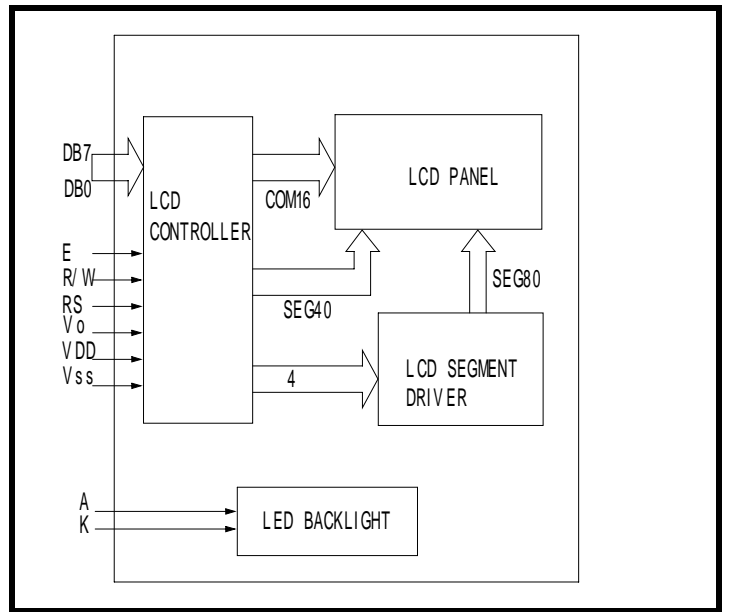 DB7
DB0
E
R/W
RS
Vo
VDD
Vss
A
K
LCD
CONTROLLER
COM16
SEG40
4
LCD PANEL
SEG80
LCD SEGMENT
DRIVER
LED BACKLIGHT